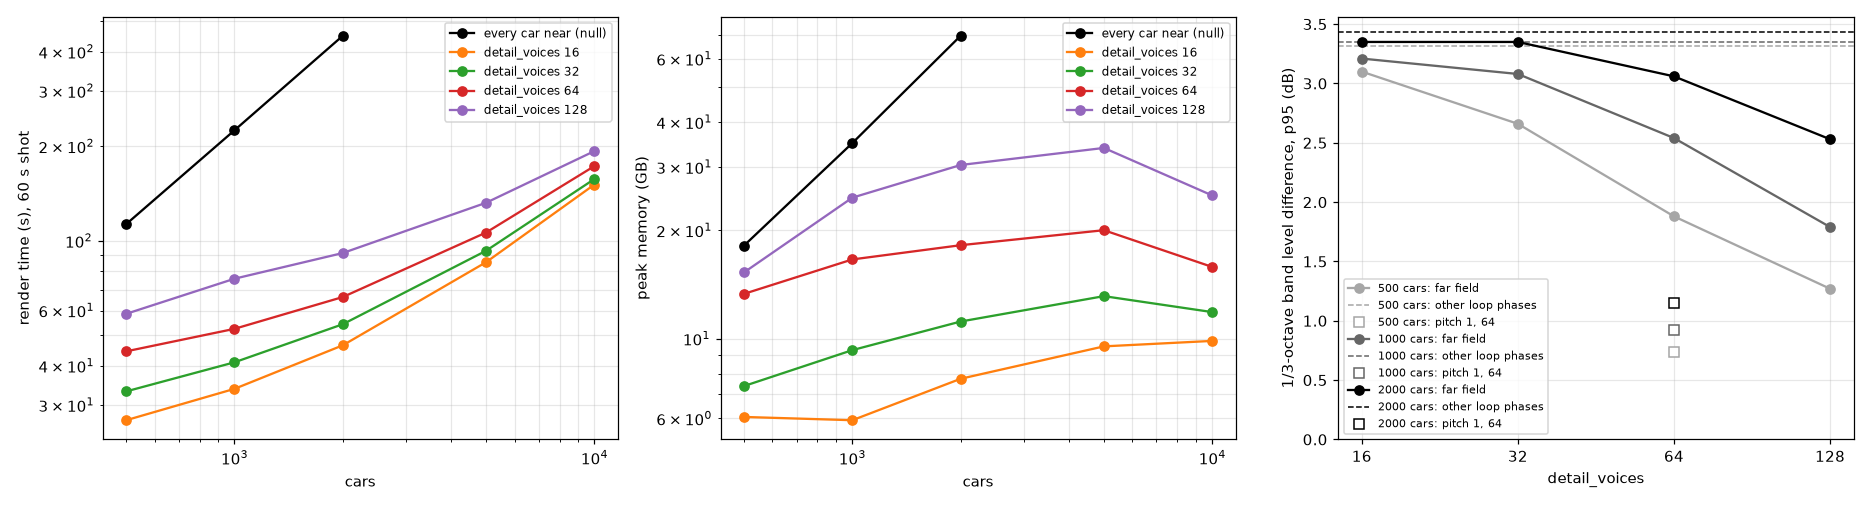 render time (s), 60 s shot
4 × 10²
3 × 10²
2 × 10²
10²
6 × 10¹
4 × 10¹
3 × 10¹
10³
10⁴
cars
every car near (null)
detail_voices 16
detail_voices 32
detail_voices 64
detail_voices 128
peak memory (GB)
6 × 10¹
4 × 10¹
3 × 10¹
2 × 10¹
10¹
6 × 10⁰
10³
10⁴
cars
every car near (null)
detail_voices 16
detail_voices 32
detail_voices 64
detail_voices 128
1/3-octave band level difference, p95 (dB)
3.5
3.0
2.5
2.0
1.5
1.0
0.5
0.0
500 cars: far field
500 cars: other loop phases
500 cars: pitch 1, 64
1000 cars: far field
1000 cars: other loop phases
1000 cars: pitch 1, 64
2000 cars: far field
2000 cars: other loop phases
2000 cars: pitch 1, 64
16
32
64
128
detail_voices